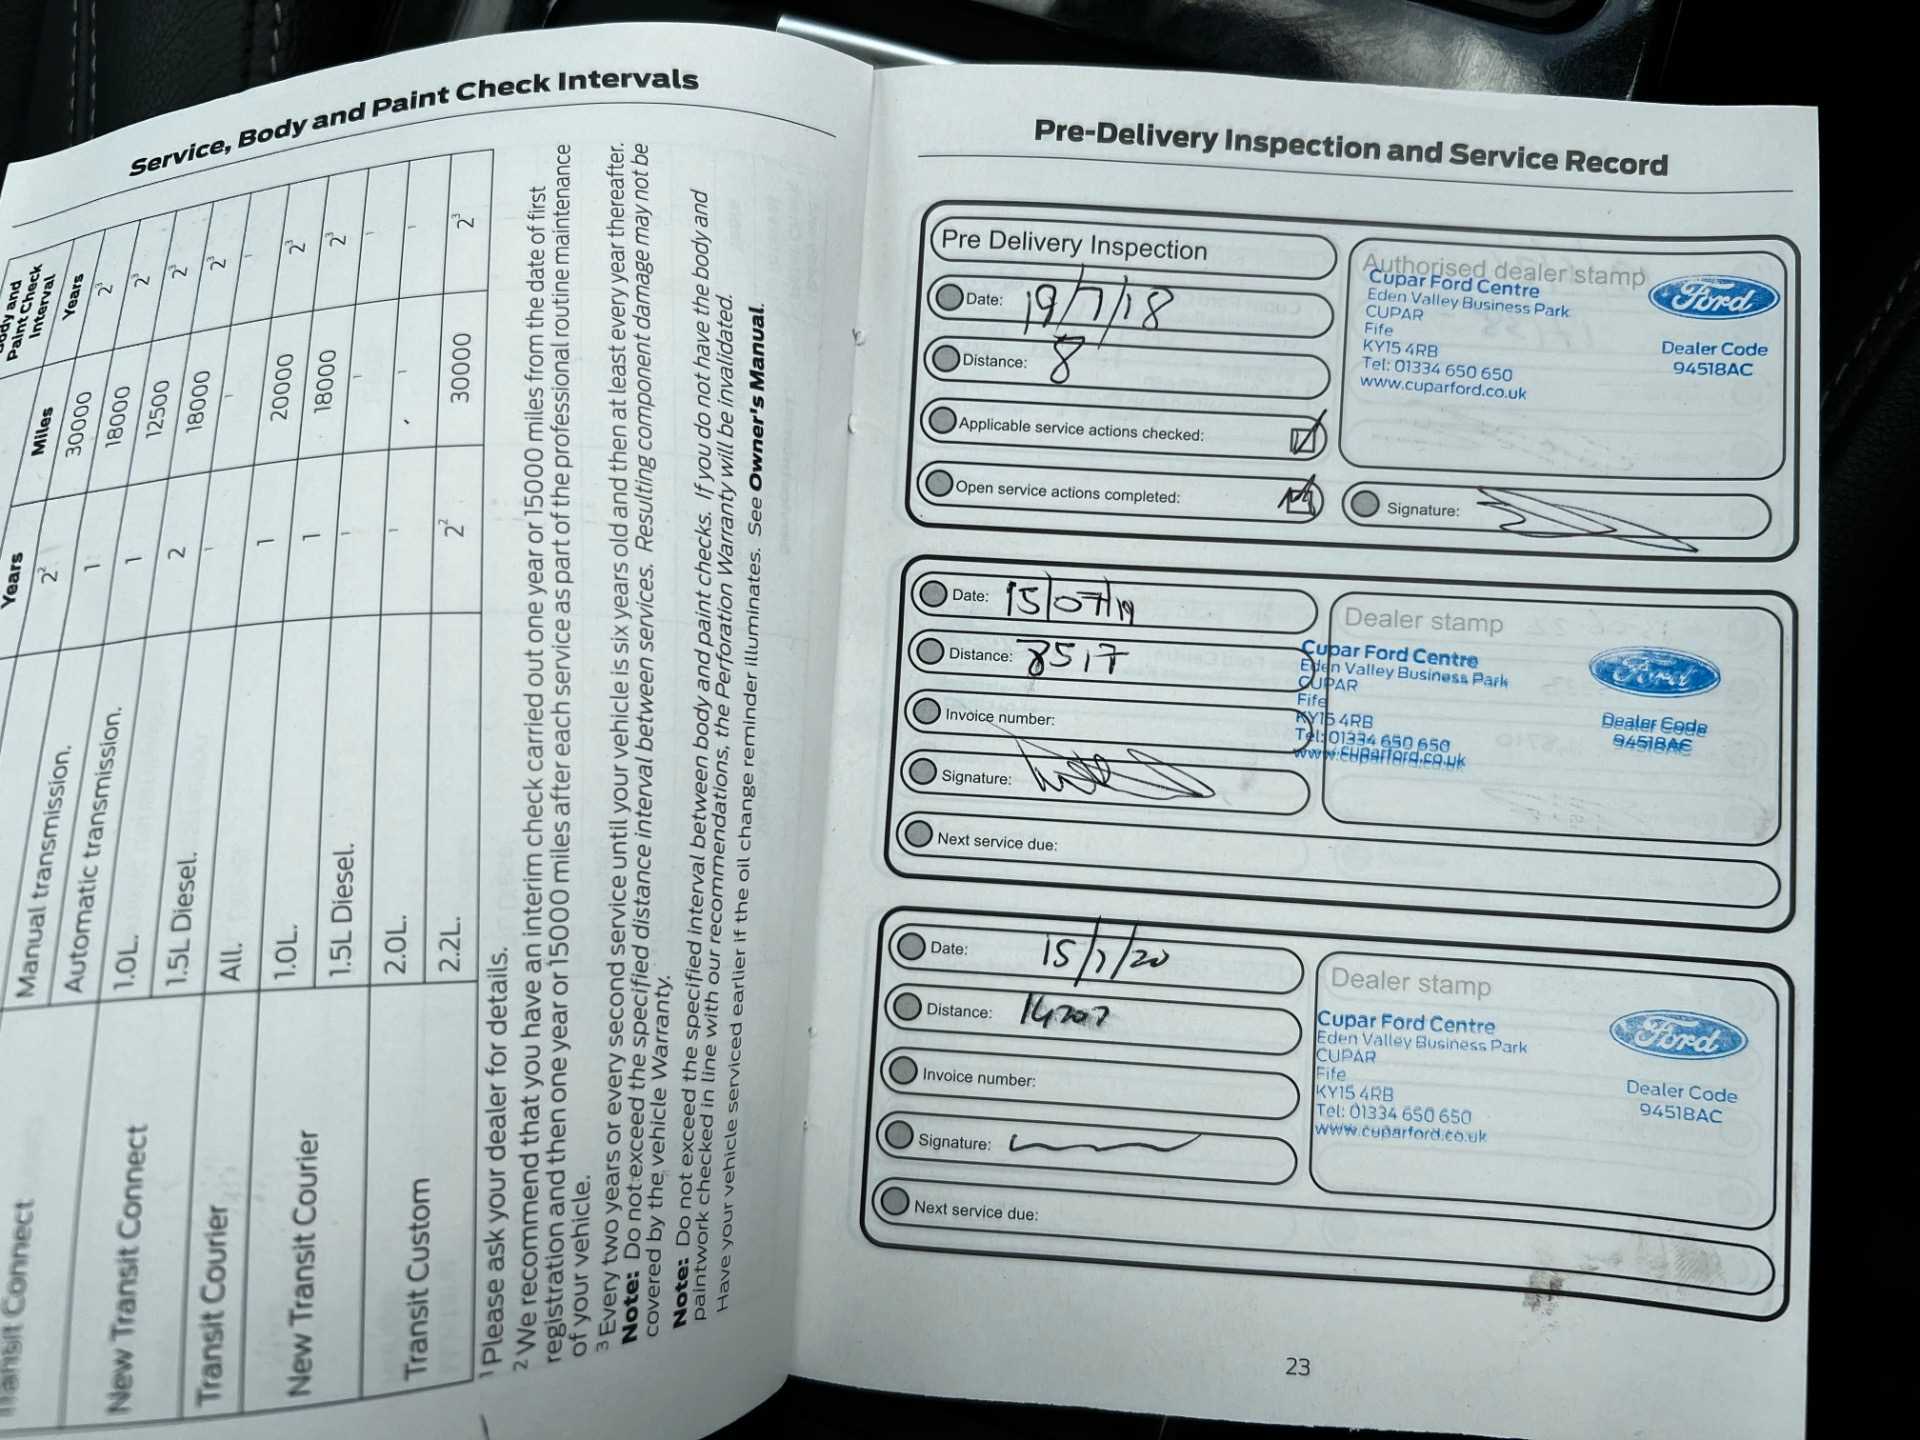 Service, Body and Paint Check Intervals
Years
Miles
Body and
Paint Check
Interval
Years
Transit Connect
Manual transmission.
2²
30000
2³
Automatic transmission.
1
18000
2³
New Transit Connect
1.0L.
1
12500
2³
1.5L Diesel.
2
18000
2³
Transit Courier
All.
-
-
-
New Transit Courier
1.0L.
1
20000
2³
1.5L Diesel.
1
18000
2³
Transit Custom
2.0L.
-
-
-
2.2L.
2²
30000
2³
¹ Please ask your dealer for details.
² We recommend that you have an interim check carried out one year or 15000 miles from the date of first
registration and then one year or 15000 miles after each service as part of the professional routine maintenance
of your vehicle.
³ Every two years or every second service until your vehicle is six years old and then at least every year thereafter.
Note: Do not exceed the specified distance interval between services. Resulting component damage may not be
covered by the vehicle Warranty.
Note: Do not exceed the specified interval between body and paint checks. If you do not have the body and
paintwork checked in line with our recommendations, the Perforation Warranty will be invalidated.
Have your vehicle serviced earlier if the oil change reminder illuminates. See Owner's Manual.
Pre-Delivery Inspection and Service Record
Pre Delivery Inspection
Date: 19/7/18
Distance: 8
Applicable service actions checked:
Open service actions completed:
Authorised dealer stamp
Cupar Ford Centre
Eden Valley Business Park
CUPAR
Fife
KY15 4RB
Tel: 01334 650 650
www.cuparford.co.uk
Ford
Dealer Code
94518AC
Signature:
Date: 15/07/19
Distance: 8517
Invoice number:
Signature:
Next service due:
Dealer stamp
Cupar Ford Centre
Eden Valley Business Park
CUPAR
Fife
KY15 4RB
Tel: 01334 650 650
www.cuparford.co.uk
Ford
Dealer Code
94518AC
Date: 15/7/20
Distance:
Invoice number:
Signature:
Next service due:
Dealer stamp
Cupar Ford Centre
Eden Valley Business Park
CUPAR
Fife
KY15 4RB
Tel: 01334 650 650
www.cuparford.co.uk
Ford
Dealer Code
94518AC
23